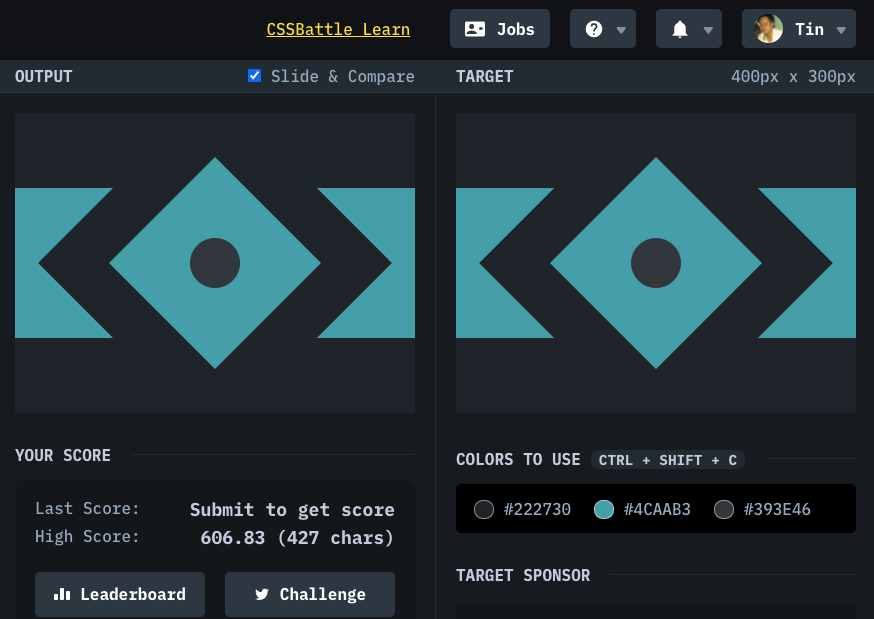 CSSBattle Learn
Jobs
Tin
OUTPUT
Slide & Compare
TARGET
400px x 300px
YOUR SCORE
Last Score: Submit to get score
High Score: 606.83 (427 chars)
Leaderboard
Challenge
COLORS TO USE CTRL + SHIFT + C
#222730 #4CAAB3 #393E46
TARGET SPONSOR